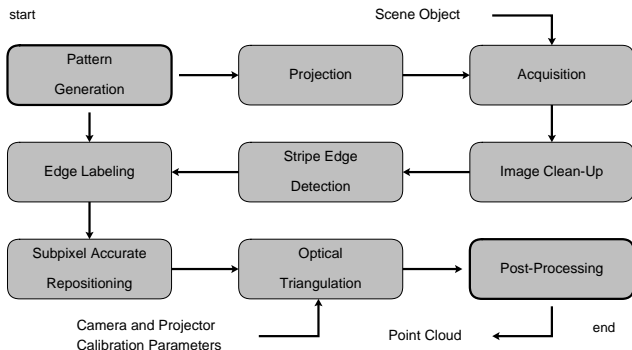 start
Scene Object
Pattern
Generation
Projection
Acquisition
Edge Labeling
Stripe Edge
Detection
Image Clean-Up
Subpixel Accurate
Repositioning
Optical
Triangulation
Post-Processing
Camera and Projector
Calibration Parameters
Point Cloud
end